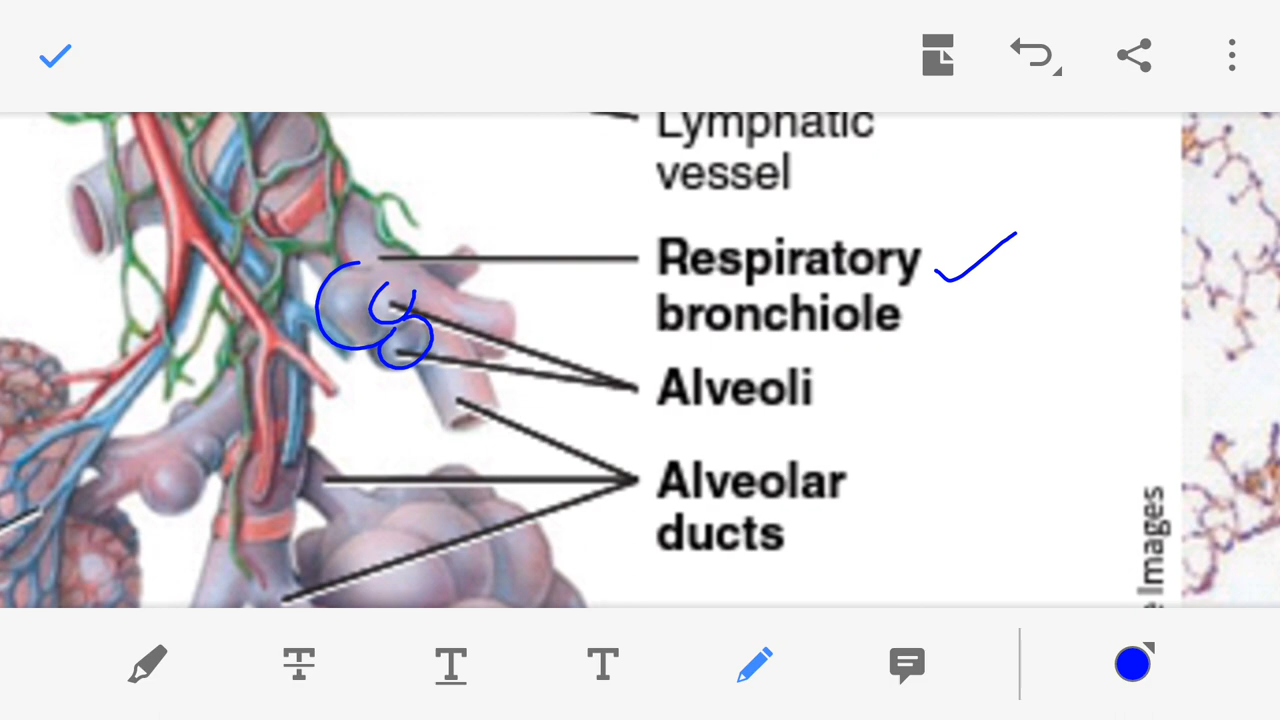 Lymphatic
vessel
Respiratory
bronchiole
Alveoli
Alveolar
ducts
Images